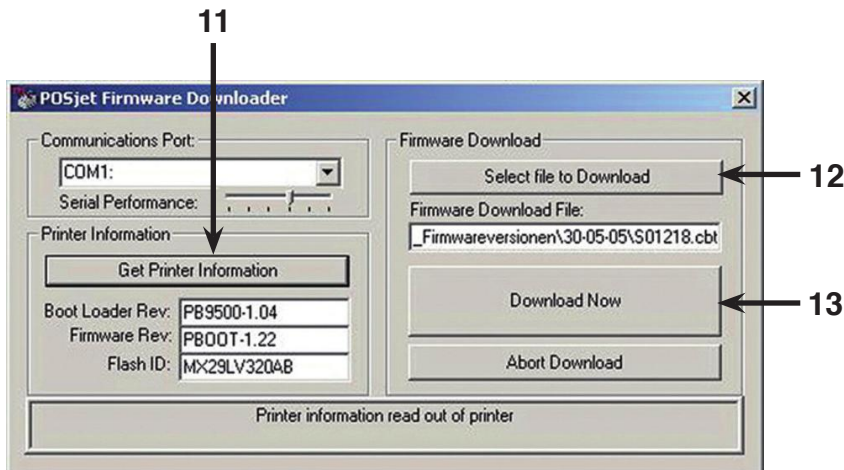 11
POSjet Firmware Downloader
Communications Port:
COM1:
Serial Performance:
Printer Information
Get Printer Information
Boot Loader Rev: PB9500-1.04
Firmware Rev: PBOOT-1.22
Flash ID: MX29LV320AB
Firmware Download
Select file to Download
12
Firmware Download File:
_Firmwareversionen\30-05-05\S01218.cbt
Download Now
13
Abort Download
Printer information read out of printer